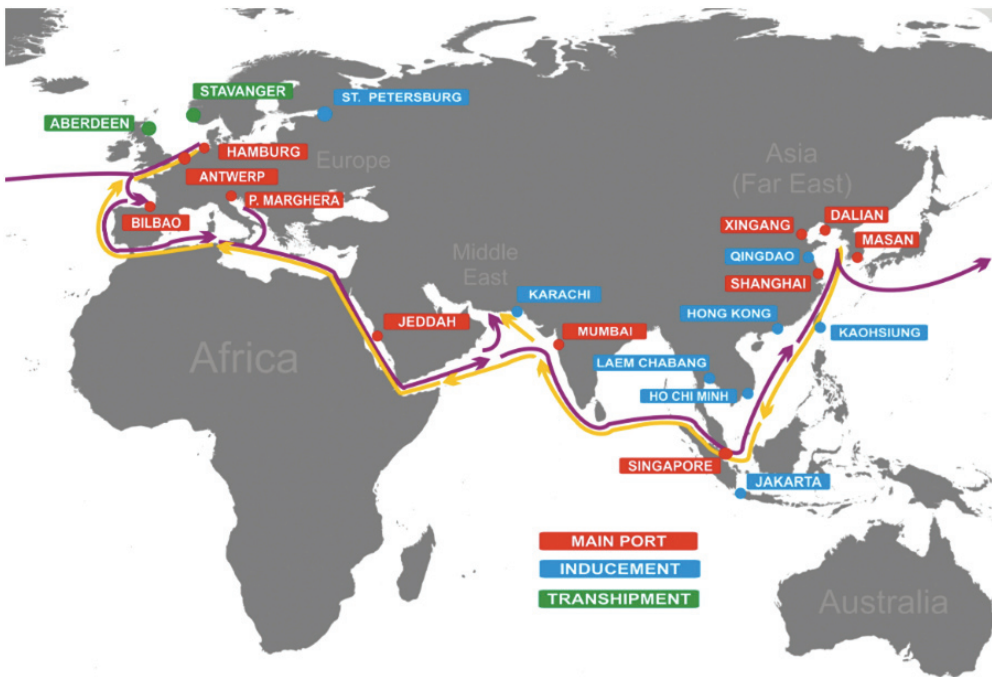 STAVANGER
ST. PETERSBURG
ABERDEEN
HAMBURG
Europe
ANTWERP
P. MARGHERA
BILBAO
Asia
(Far East)
XINGANG
DALIAN
MASAN
QINGDAO
SHANGHAI
Middle
East
KARACHI
JEDDAH
MUMBAI
HONG KONG
KAOHSIUNG
LAEM CHABANG
HO CHI MINH
Africa
SINGAPORE
JAKARTA
MAIN PORT
INDUCEMENT
TRANSHIPMENT
Australia